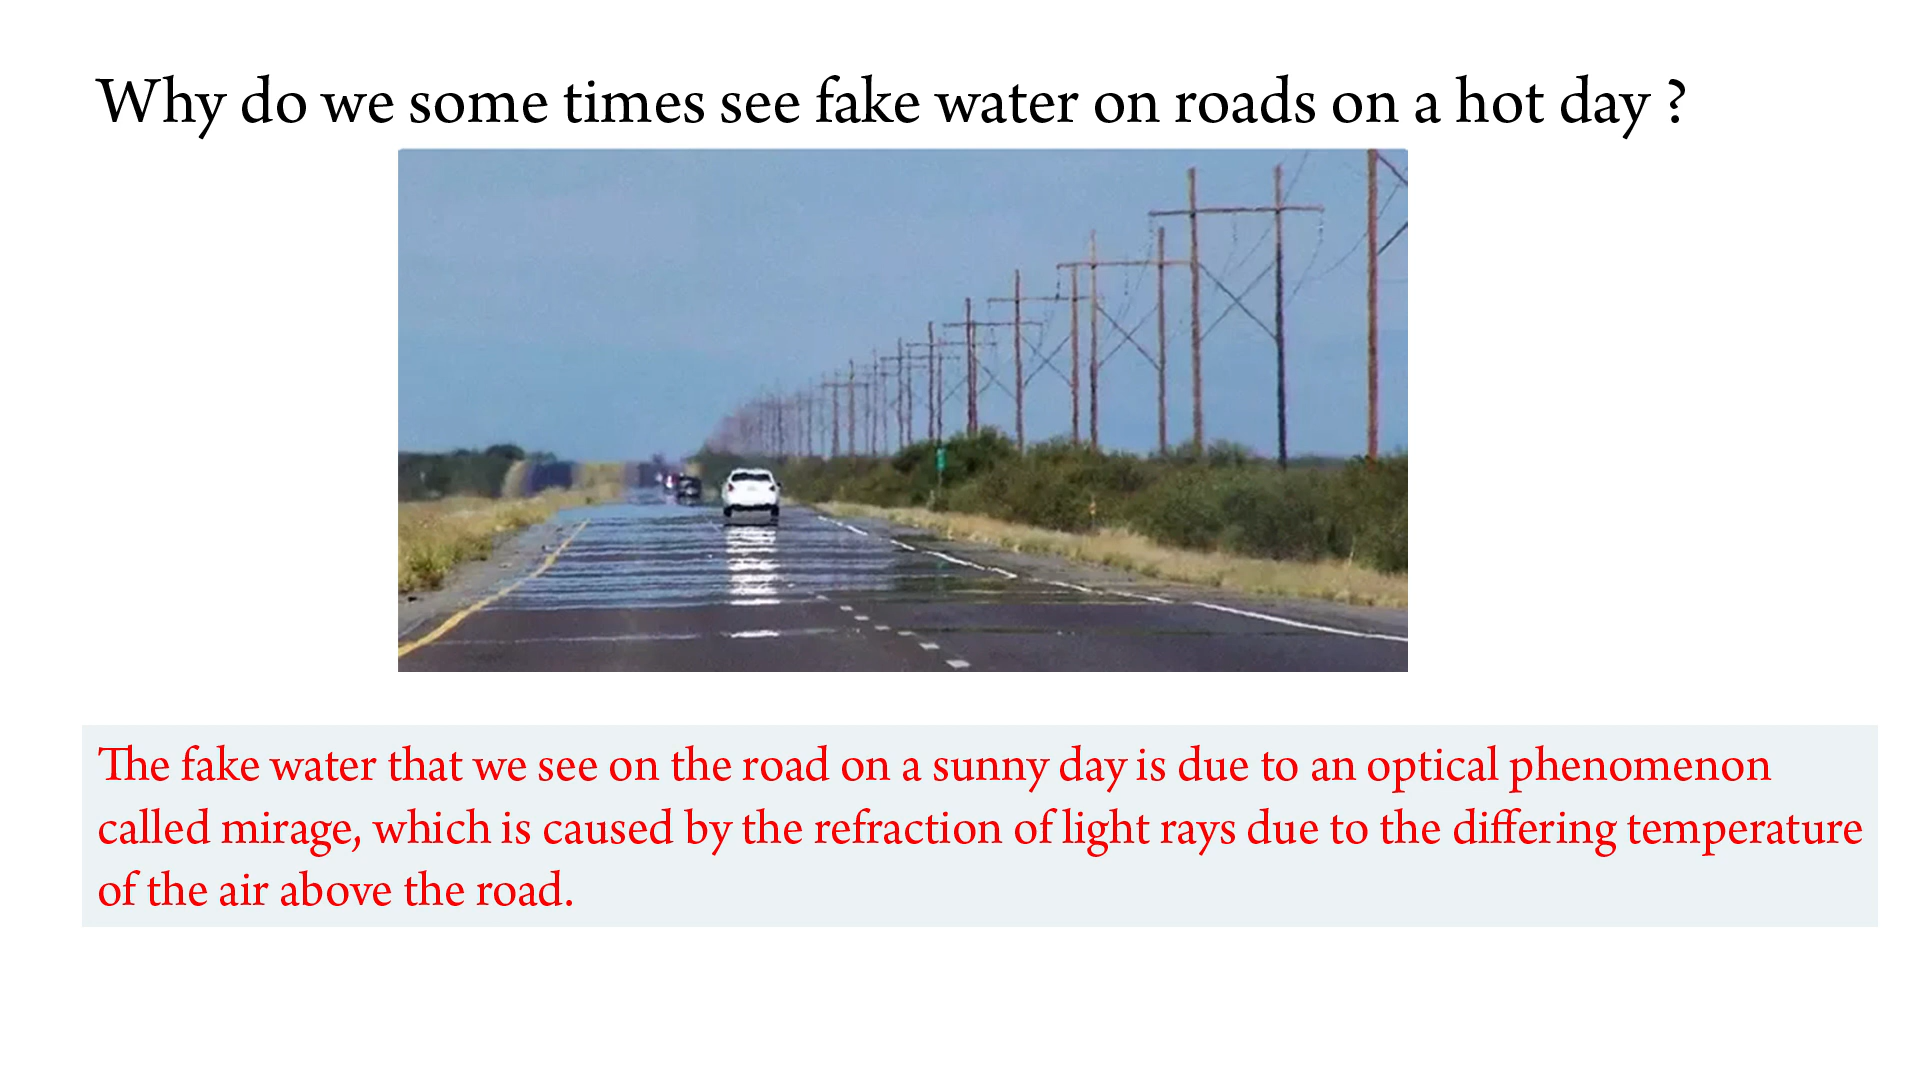 Why do we some times see fake water on roads on a hot day ?
The fake water that we see on the road on a sunny day is due to an optical phenomenon
called mirage, which is caused by the refraction of light rays due to the differing temperature
of the air above the road.